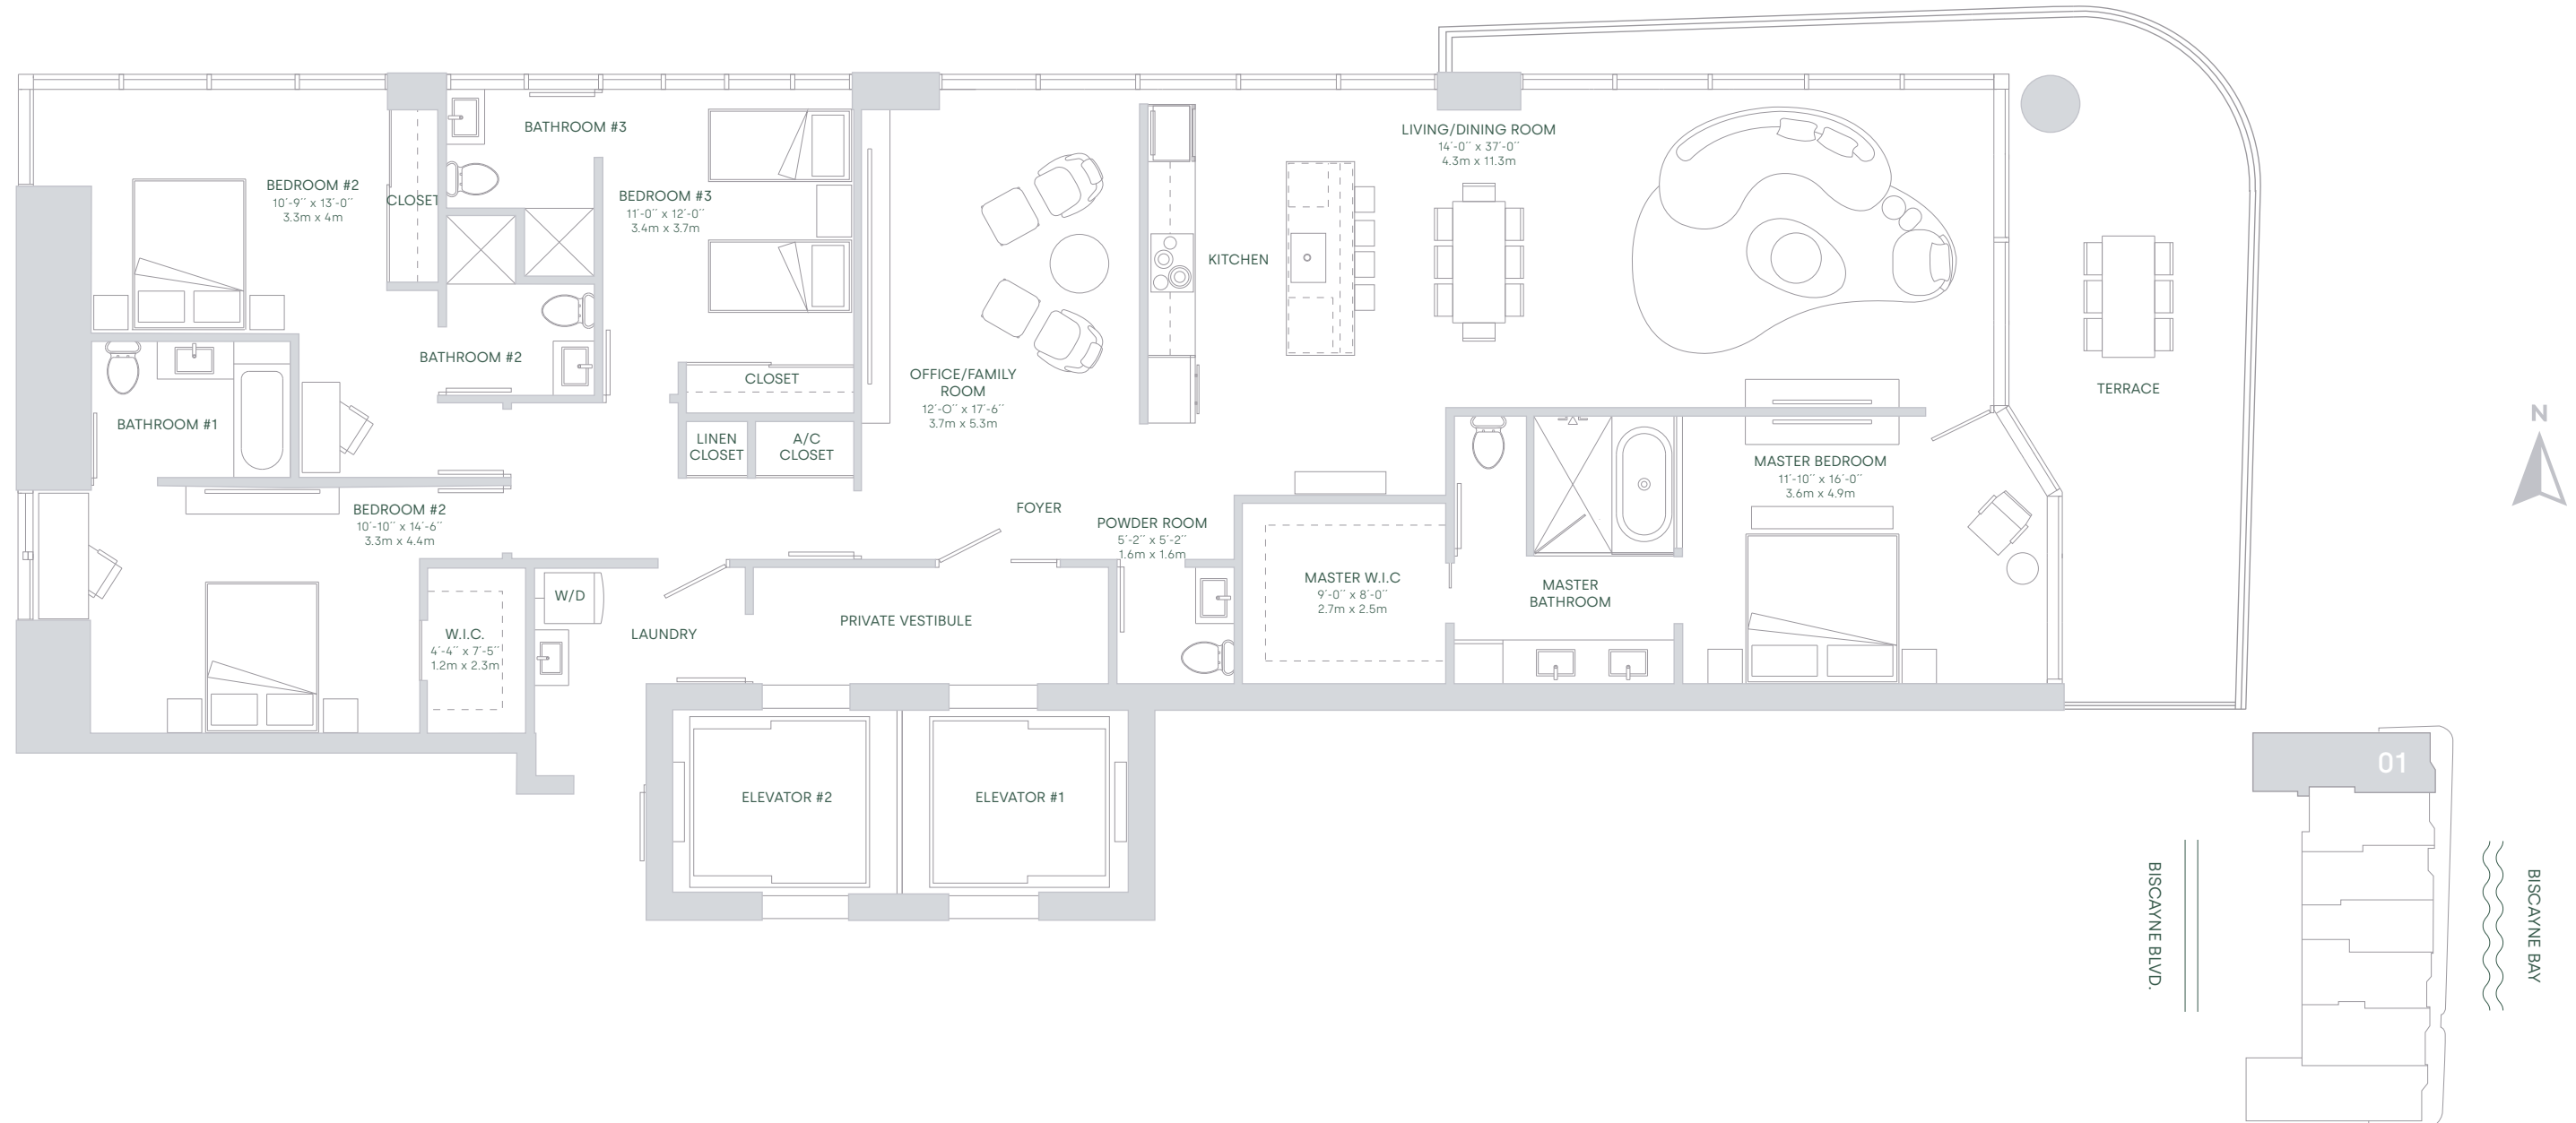 BATHROOM #3
LIVING/DINING ROOM
14'-0'' x 37'-0''
4.3m x 11.3m
BEDROOM #2
10'-9'' x 13'-0''
3.3m x 4m
CLOSET
BEDROOM #3
11'-0'' x 12'-0''
3.4m x 3.7m
KITCHEN
BATHROOM #2
CLOSET
OFFICE/FAMILY
ROOM
12'-O'' x 17'-6''
3.7m x 5.3m
TERRACE
N
BATHROOM #1
LINEN
CLOSET
A/C
CLOSET
MASTER BEDROOM
11'-10'' x 16'-0''
3.6m x 4.9m
BEDROOM #2
10'-10'' x 14'-6''
3.3m x 4.4m
FOYER
POWDER ROOM
5'-2'' x 5'-2''
1.6m x 1.6m
W/D
MASTER W.I.C
9'-0'' x 8'-0''
2.7m x 2.5m
MASTER
BATHROOM
W.I.C.
4'-4'' x 7'-5''
1.2m x 2.3m
LAUNDRY
PRIVATE VESTIBULE
ELEVATOR #2
ELEVATOR #1
01
BISCAYNE BLVD.
BISCAYNE BAY